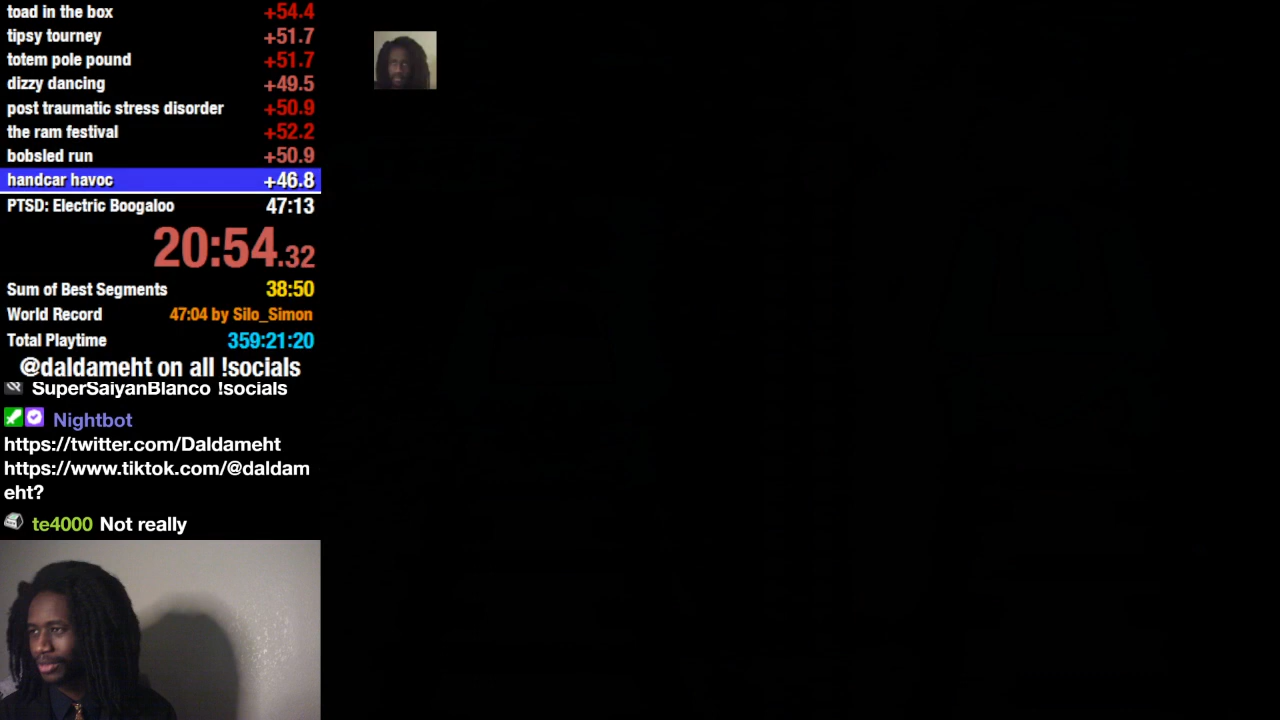 toad in the box +54.4
tipsy tourney +51.7
totem pole pound +51.7
dizzy dancing +49.5
post traumatic stress disorder +50.9
the ram festival +52.2
bobsled run +50.9
handcar havoc +46.8
PTSD: Electric Boogaloo 47:13
20:54.32
Sum of Best Segments 38:50
World Record 47:04 by Silo_Simon
Total Playtime 359:21:20
@daldameht on all !socials
SuperSaiyanBlanco !socials
Nightbot
https://twitter.com/Daldameht
https://www.tiktok.com/@daldam
eht?
te4000 Not really